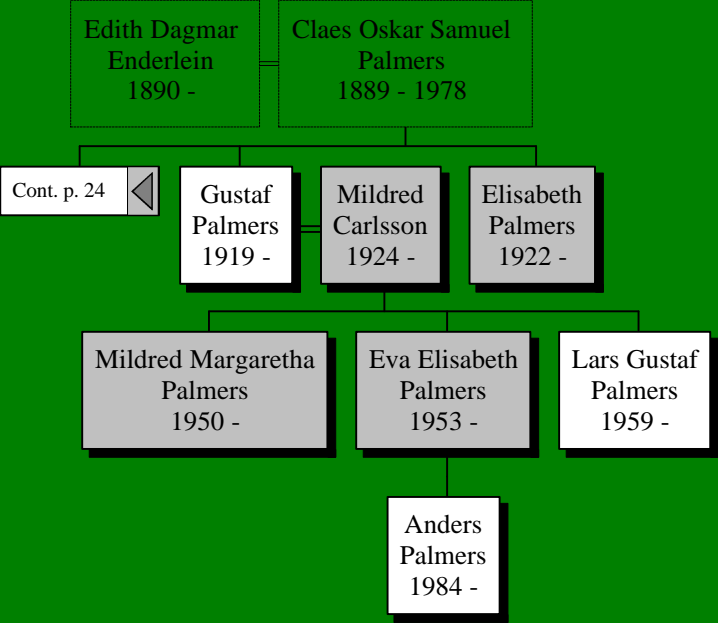 Edith Dagmar
Enderlein
1890 -
Claes Oskar Samuel
Palmers
1889 - 1978
Cont. p. 24
Gustaf
Palmers
1919 -
Mildred
Carlsson
1924 -
Elisabeth
Palmers
1922 -
Mildred Margaretha
Palmers
1950 -
Eva Elisabeth
Palmers
1953 -
Lars Gustaf
Palmers
1959 -
Anders
Palmers
1984 -